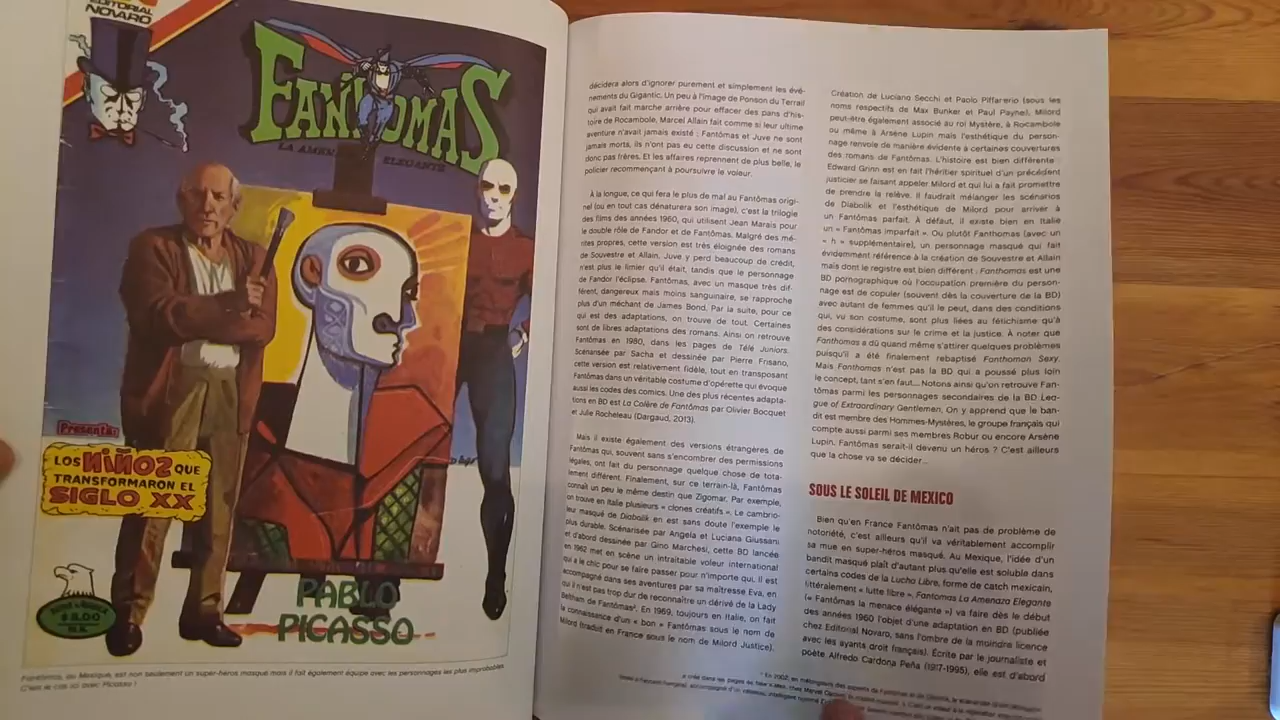 EDITORIAL
NOVARO
FANTOMAS
LA AMENAZA ELEGANTE
Presenta:
LOS NIÑOS QUE
TRANSFORMARON EL
SIGLO XX
$ 8.00
PABLO
PICASSO
Fantômas, au Mexique, est non seulement un super-héros masqué mais il fait également équipe avec les personnages les plus improbables.
C'est le cas ici avec Picasso !
décidera alors d'ignorer purement et simplement les évé-
nements du Gigantic. Un peu à l'image de Ponson du Terrail
qui avait fait marche arrière pour effacer des pans d'his-
toire de Rocambole, Marcel Allain fait comme si leur ultime
aventure n'avait jamais existé : Fantômas et Juve ne sont
jamais morts, ils n'ont pas eu cette discussion et ne sont
donc pas frères. Et les affaires reprennent de plus belle, le
policier recommençant à poursuivre le voleur.
À la longue, ce qui fera le plus de mal au Fantômas origi-
nel (ou en tout cas dénaturera son image), c'est la trilogie
des films des années 1960, qui utilisent Jean Marais pour
le double rôle de Fandor et de Fantômas. Malgré des mé-
rites propres, cette version est très éloignée des romans
de Souvestre et Allain. Juve y perd beaucoup de crédit,
n'est plus le limier qu'il était, tandis que le personnage
de Fandor l'éclipse. Fantômas, avec un masque très dif-
férent, dangereux mais moins sanguinaire, se rapproche
plus d'un méchant de James Bond. Par la suite, pour ce
qui est des adaptations, on trouve de tout. Certaines
sont de libres adaptations des romans. Ainsi on retrouve
Fantômas en 1980, dans les pages de Télé Juniors.
Scénarisée par Sacha et dessinée par Pierre Frisano,
cette version est relativement fidèle, tout en transposant
Fantômas dans un véritable costume d'opérette qui évoque
aussi les codes des comics. Une des plus récentes adapta-
tions en BD est La Colère de Fantômas par Olivier Bocquet
et Julie Rocheleau (Dargaud, 2013).
Mais il existe également des versions étrangères de
Fantômas qui, souvent sans s'encombrer des permissions
légales, ont fait du personnage quelque chose de tota-
lement différent. Finalement, sur ce terrain-là, Fantômas
connaît un peu le même destin que Zigomar. Par exemple,
on trouve en Italie plusieurs « clones créatifs ». Le cambrio-
leur masqué de Diabolik en est sans doute l'exemple le
plus durable. Scénarisée par Angela et Luciana Giussani
et d'abord dessinée par Gino Marchesi, cette BD lancée
en 1962 met en scène un intraitable voleur international
qui a le chic pour se faire passer pour n'importe qui. Il est
accompagné dans ses aventures par sa maîtresse Eva, en
qui il n'est pas trop dur de reconnaître un dérivé de la Lady
Beltham de Fantômas². En 1969, toujours en Italie, on fait
la connaissance d'un « bon » Fantômas sous le nom de
Milord (traduit en France sous le nom de Milord Justice).
Création de Luciano Secchi et Paolo Piffarerio (sous les
noms respectifs de Max Bunker et Paul Payne), Milord
peut-être également associé au roi Mystère, à Rocambole
ou même à Arsène Lupin mais l'esthétique du person-
nage renvoie de manière évidente à certaines couvertures
des romans de Fantômas. L'histoire est bien différente :
Edward Grinn est en fait l'héritier spirituel d'un précédent
justicier se faisant appeler Milord et qui lui a fait promettre
de prendre la relève. Il faudrait mélanger les scénarios
de Diabolik et l'esthétique de Milord pour arriver à
un Fantômas parfait. À défaut, il existe bien en Italie
un « Fantômas imparfait ». Ou plutôt Fanthomas (avec un
« h » supplémentaire), un personnage masqué qui fait
évidemment référence à la création de Souvestre et Allain
mais dont le registre est bien différent : Fanthomas est une
BD pornographique où l'occupation première du person-
nage est de copuler (souvent dès la couverture de la BD)
avec autant de femmes qu'il le peut, dans des conditions
qui, vu son costume, sont plus liées au fétichisme qu'à
des considérations sur le crime et la justice. À noter que
Fanthomas a dû quand même s'attirer quelques problèmes
puisqu'il a été finalement rebaptisé Fanthoman Sexy.
Mais Fanthomas n'est pas la BD qui a poussé plus loin
le concept, tant s'en faut... Notons ainsi qu'on retrouve Fan-
tômas parmi les personnages secondaires de la BD Lea-
gue of Extraordinary Gentlemen. On y apprend que le ban-
dit est membre des Hommes-Mystères, le groupe français qui
compte aussi parmi ses membres Robur ou encore Arsène
Lupin. Fantômas serait-il devenu un héros ? C'est ailleurs
que la chose va se décider...
SOUS LE SOLEIL DE MEXICO
Bien qu'en France Fantômas n'ait pas de problème de
notoriété, c'est ailleurs qu'il va véritablement accomplir
sa mue en super-héros masqué. Au Mexique, l'idée d'un
bandit masqué plaît d'autant plus qu'elle est soluble dans
certains codes de la Lucha Libre, forme de catch mexicain,
littéralement « lutte libre ». Fantomas La Amenaza Elegante
(« Fantômas la menace élégante ») va faire dès le début
des années 1960 l'objet d'une adaptation en BD (publiée
chez Editorial Novaro, sans l'ombre de la moindre licence
avec les ayants droit français). Écrite par le journaliste et
poète Alfredo Cardona Peña (1917-1995), elle est d'abord
² En 2002, en mélangeant des aspects de Fantômas et de Diabolik, le scénariste Grant Morrison